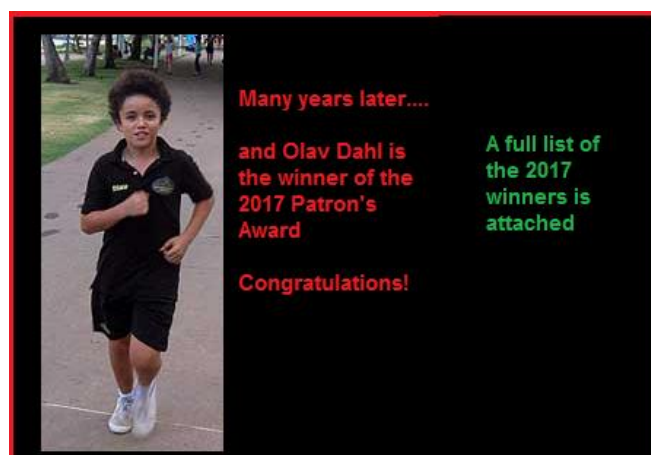 Many years later....
and Olav Dahl is
the winner of the
2017 Patron's
Award
Congratulations!
A full list of
the 2017
winners is
attached